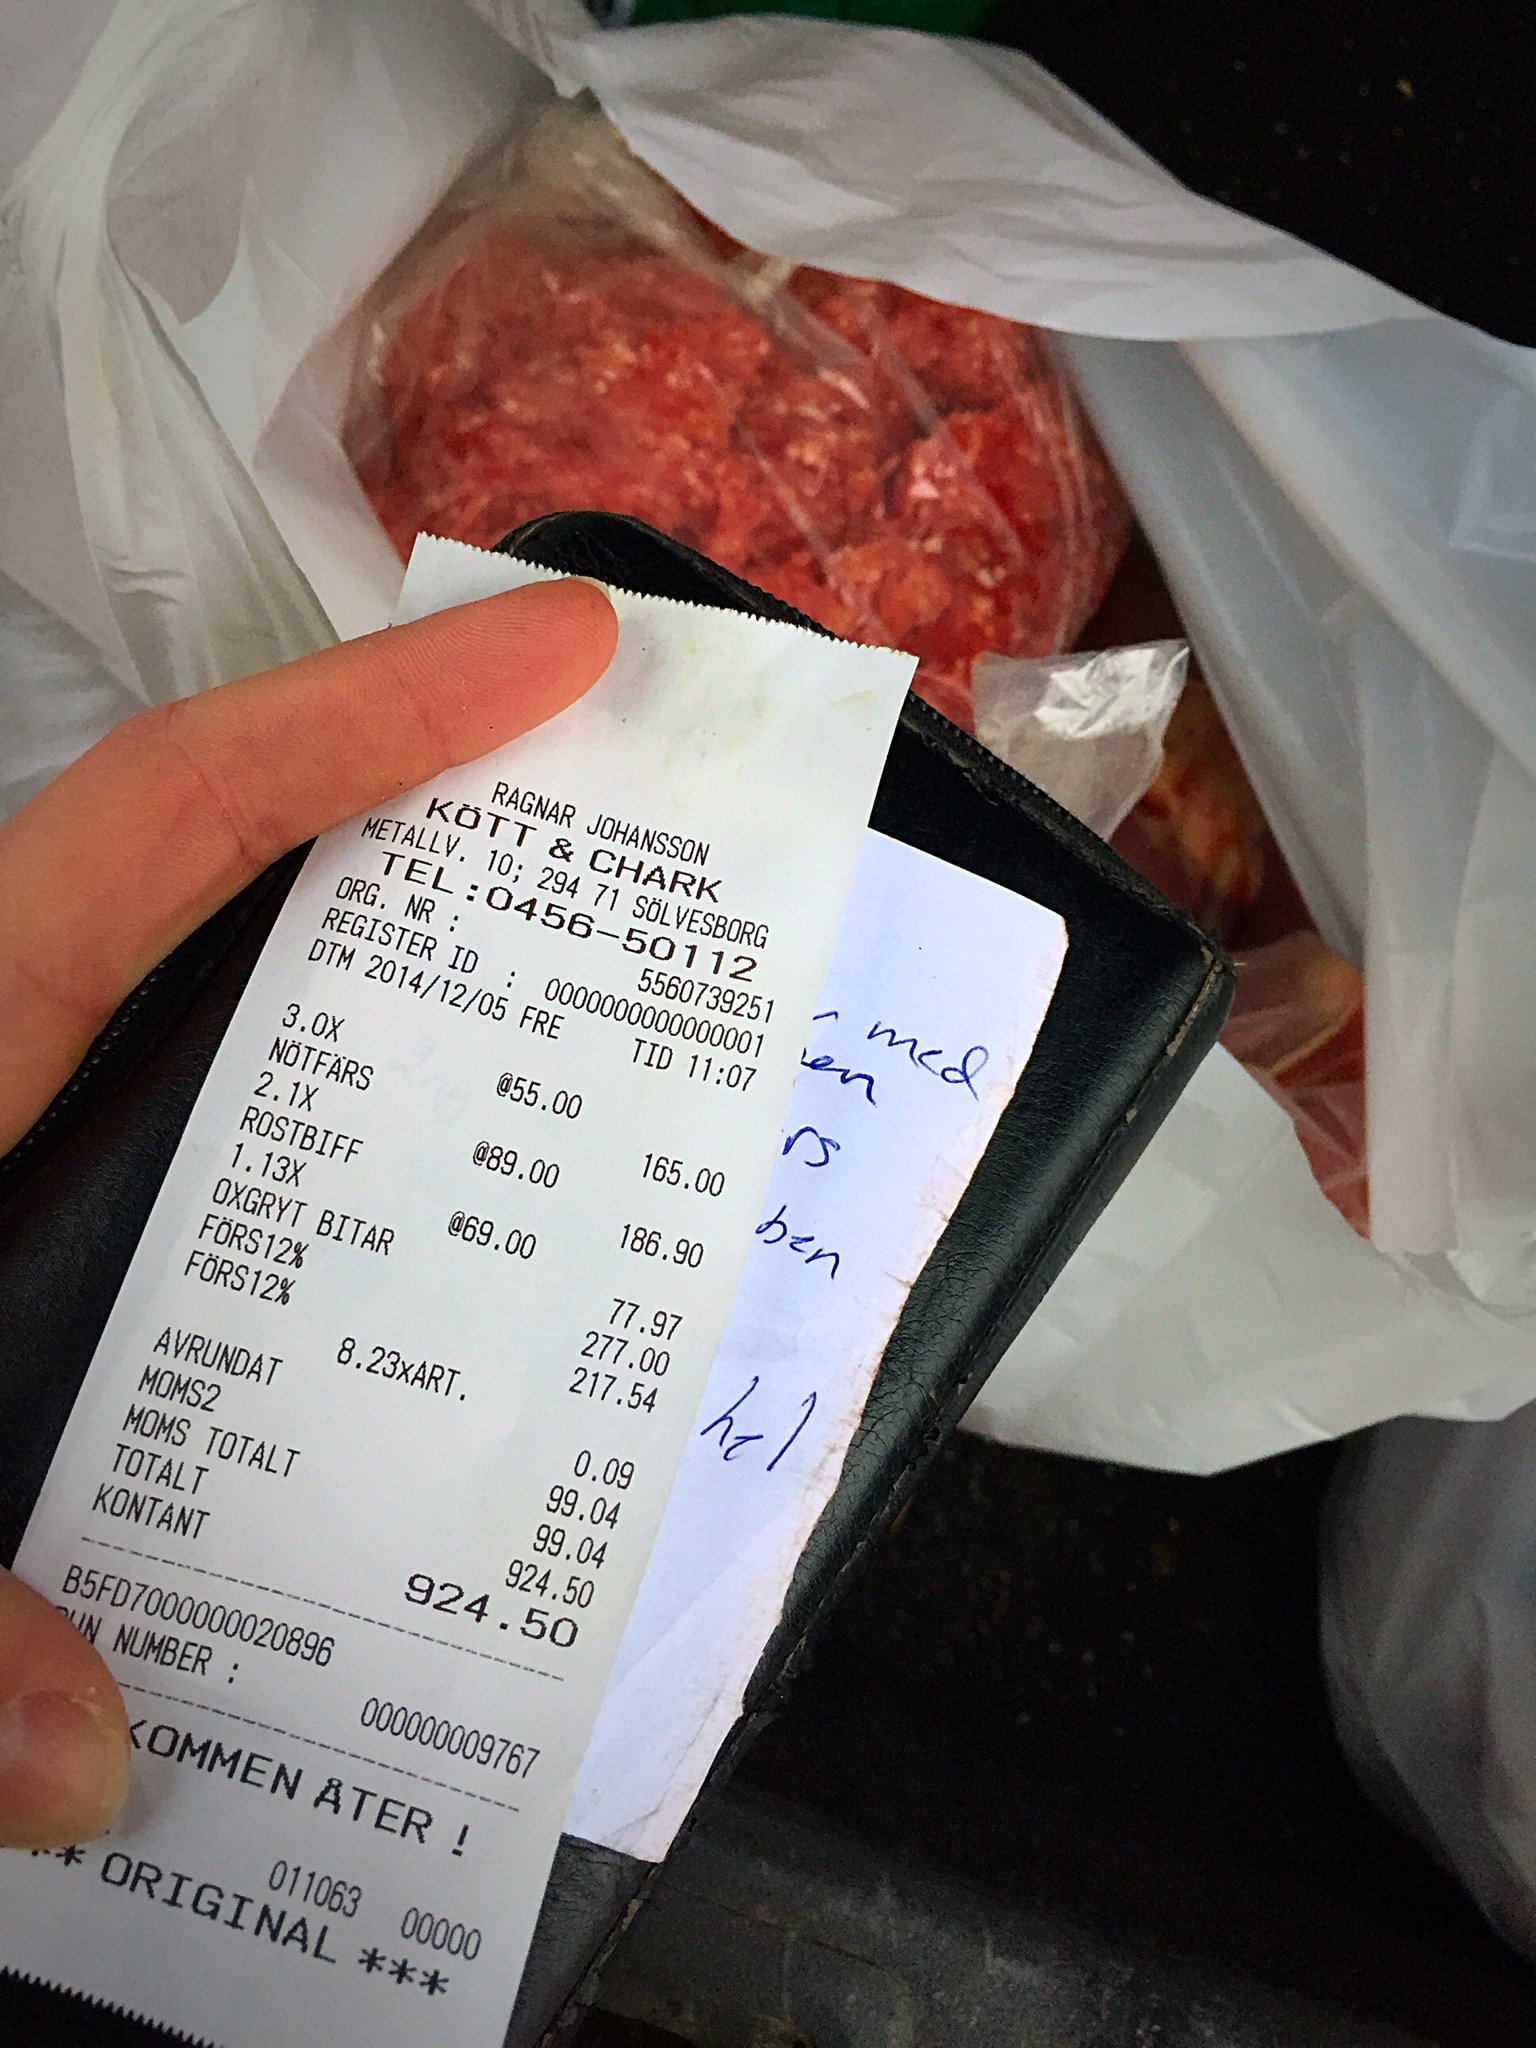 RAGNAR JOHANSSON
KÖTT & CHARK
METALLV. 10; 294 71 SÖLVESBORG
TEL:0456-50112
ORG. NR : 5560739251
REGISTER ID : 0000000000000001
DTM 2014/12/05 FRE TID 11:07
3.0X @55.00
NÖTFÄRS 165.00
2.1X @89.00
ROSTBIFF 186.90
1.13X @69.00
OXGRYT BITAR 77.97
FÖRS12% 277.00
FÖRS12% 217.54
8.23xART.
AVRUNDAT 0.09
MOMS2 99.04
MOMS TOTALT 99.04
TOTALT 924.50
KONTANT 924.50
B5FD7000000020896
NUMBER :
000000009767
KOMMEN ÅTER !
011063 00000
** ORIGINAL ***
med